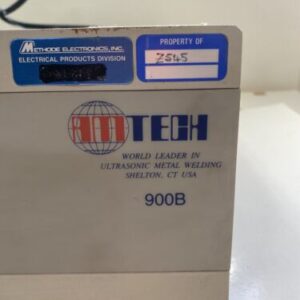 METHODE ELECTRONICS, INC.
ELECTRICAL PRODUCTS DIVISION
PROPERTY OF
2545
AMTECH
WORLD LEADER IN
ULTRASONIC METAL WELDING
SHELTON, CT USA
900B